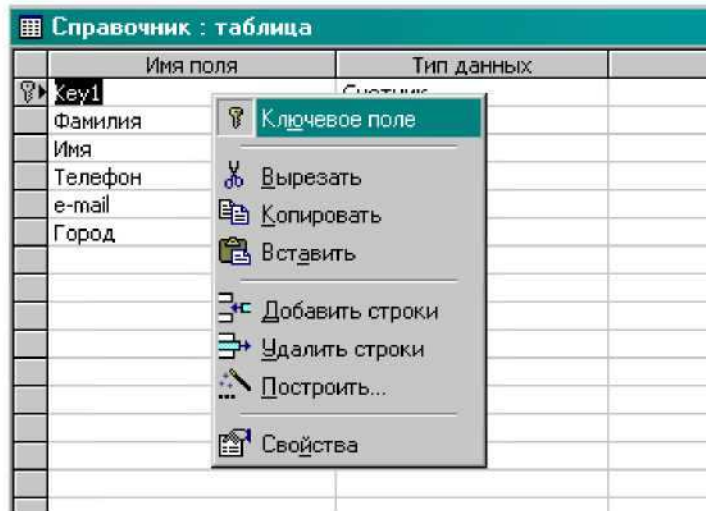 Справочник : таблица
Имя поля Тип данных
Key1
Фамилия
Имя
Телефон
e-mail
Город
Ключевое поле
Вырезать
Копировать
Вставить
Добавить строки
Удалить строки
Построить...
Свойства